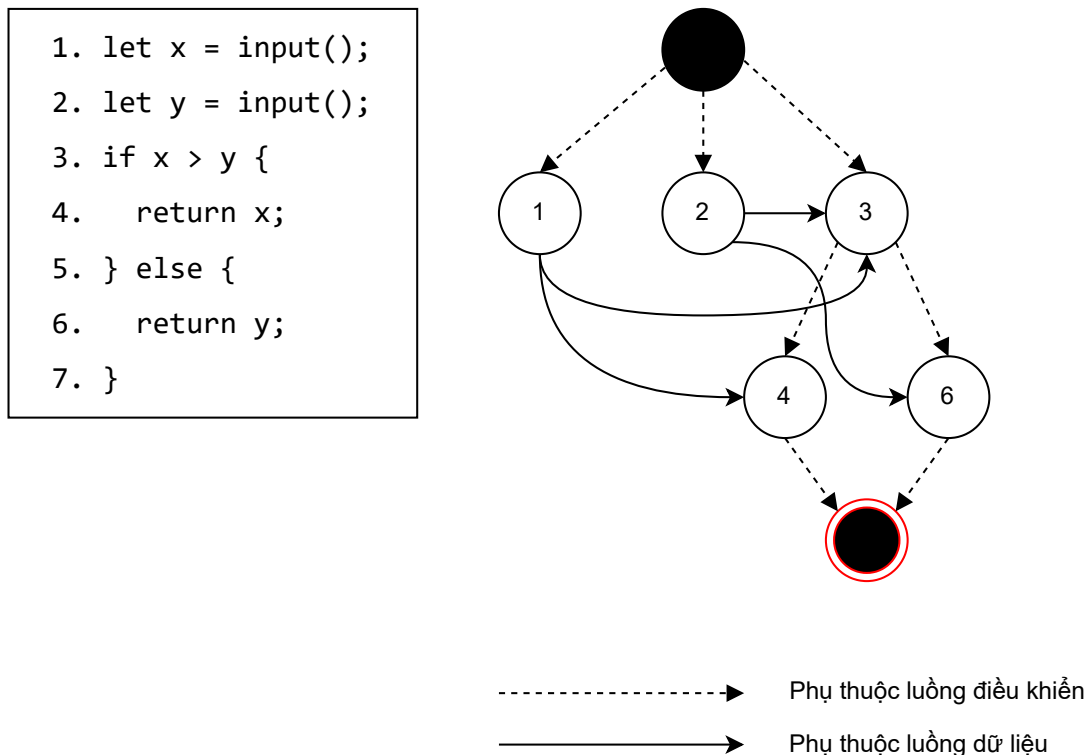 1. let x = input();
2. let y = input();
3. if x > y {
4.   return x;
5. } else {
6.   return y;
7. }
1
2
3
4
6
Phụ thuộc luồng điều khiển
Phụ thuộc luồng dữ liệu